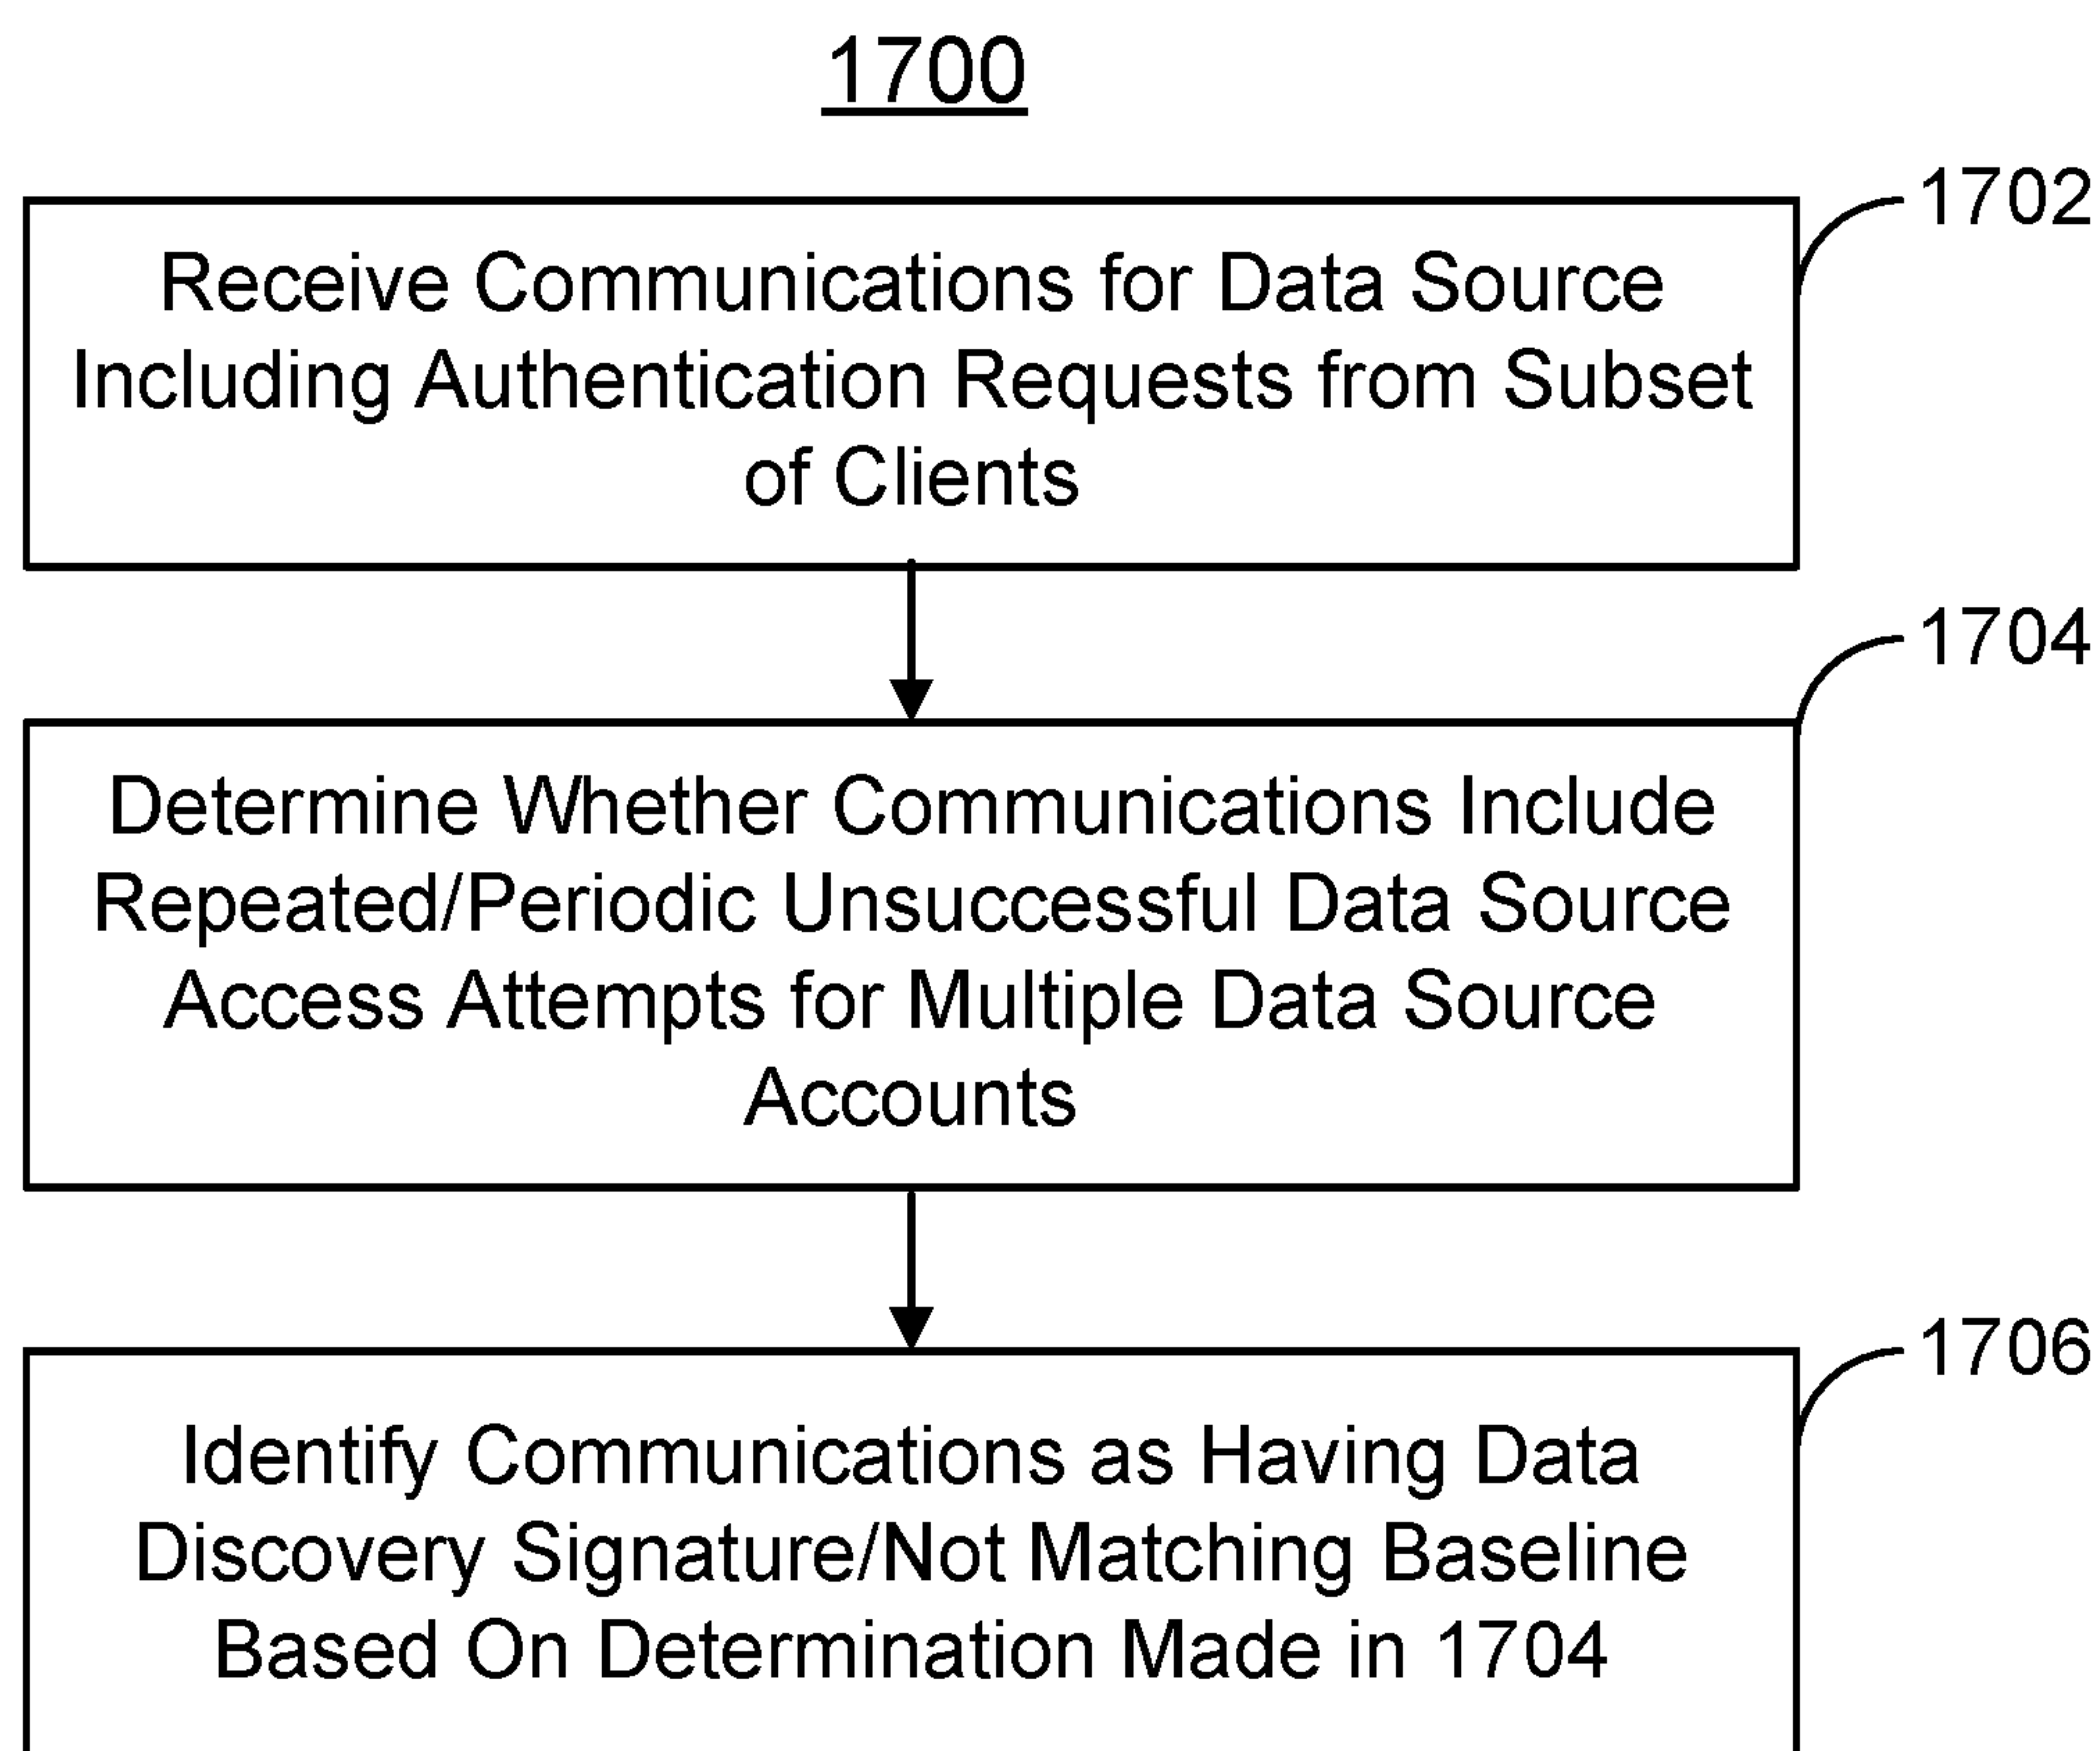 1700
1702
Receive Communications for Data Source
Including Authentication Requests from Subset
of Clients
1704
Determine Whether Communications Include
Repeated/Periodic Unsuccessful Data Source
Access Attempts for Multiple Data Source
Accounts
1706
Identify Communications as Having Data
Discovery Signature/Not Matching Baseline
Based On Determination Made in 1704